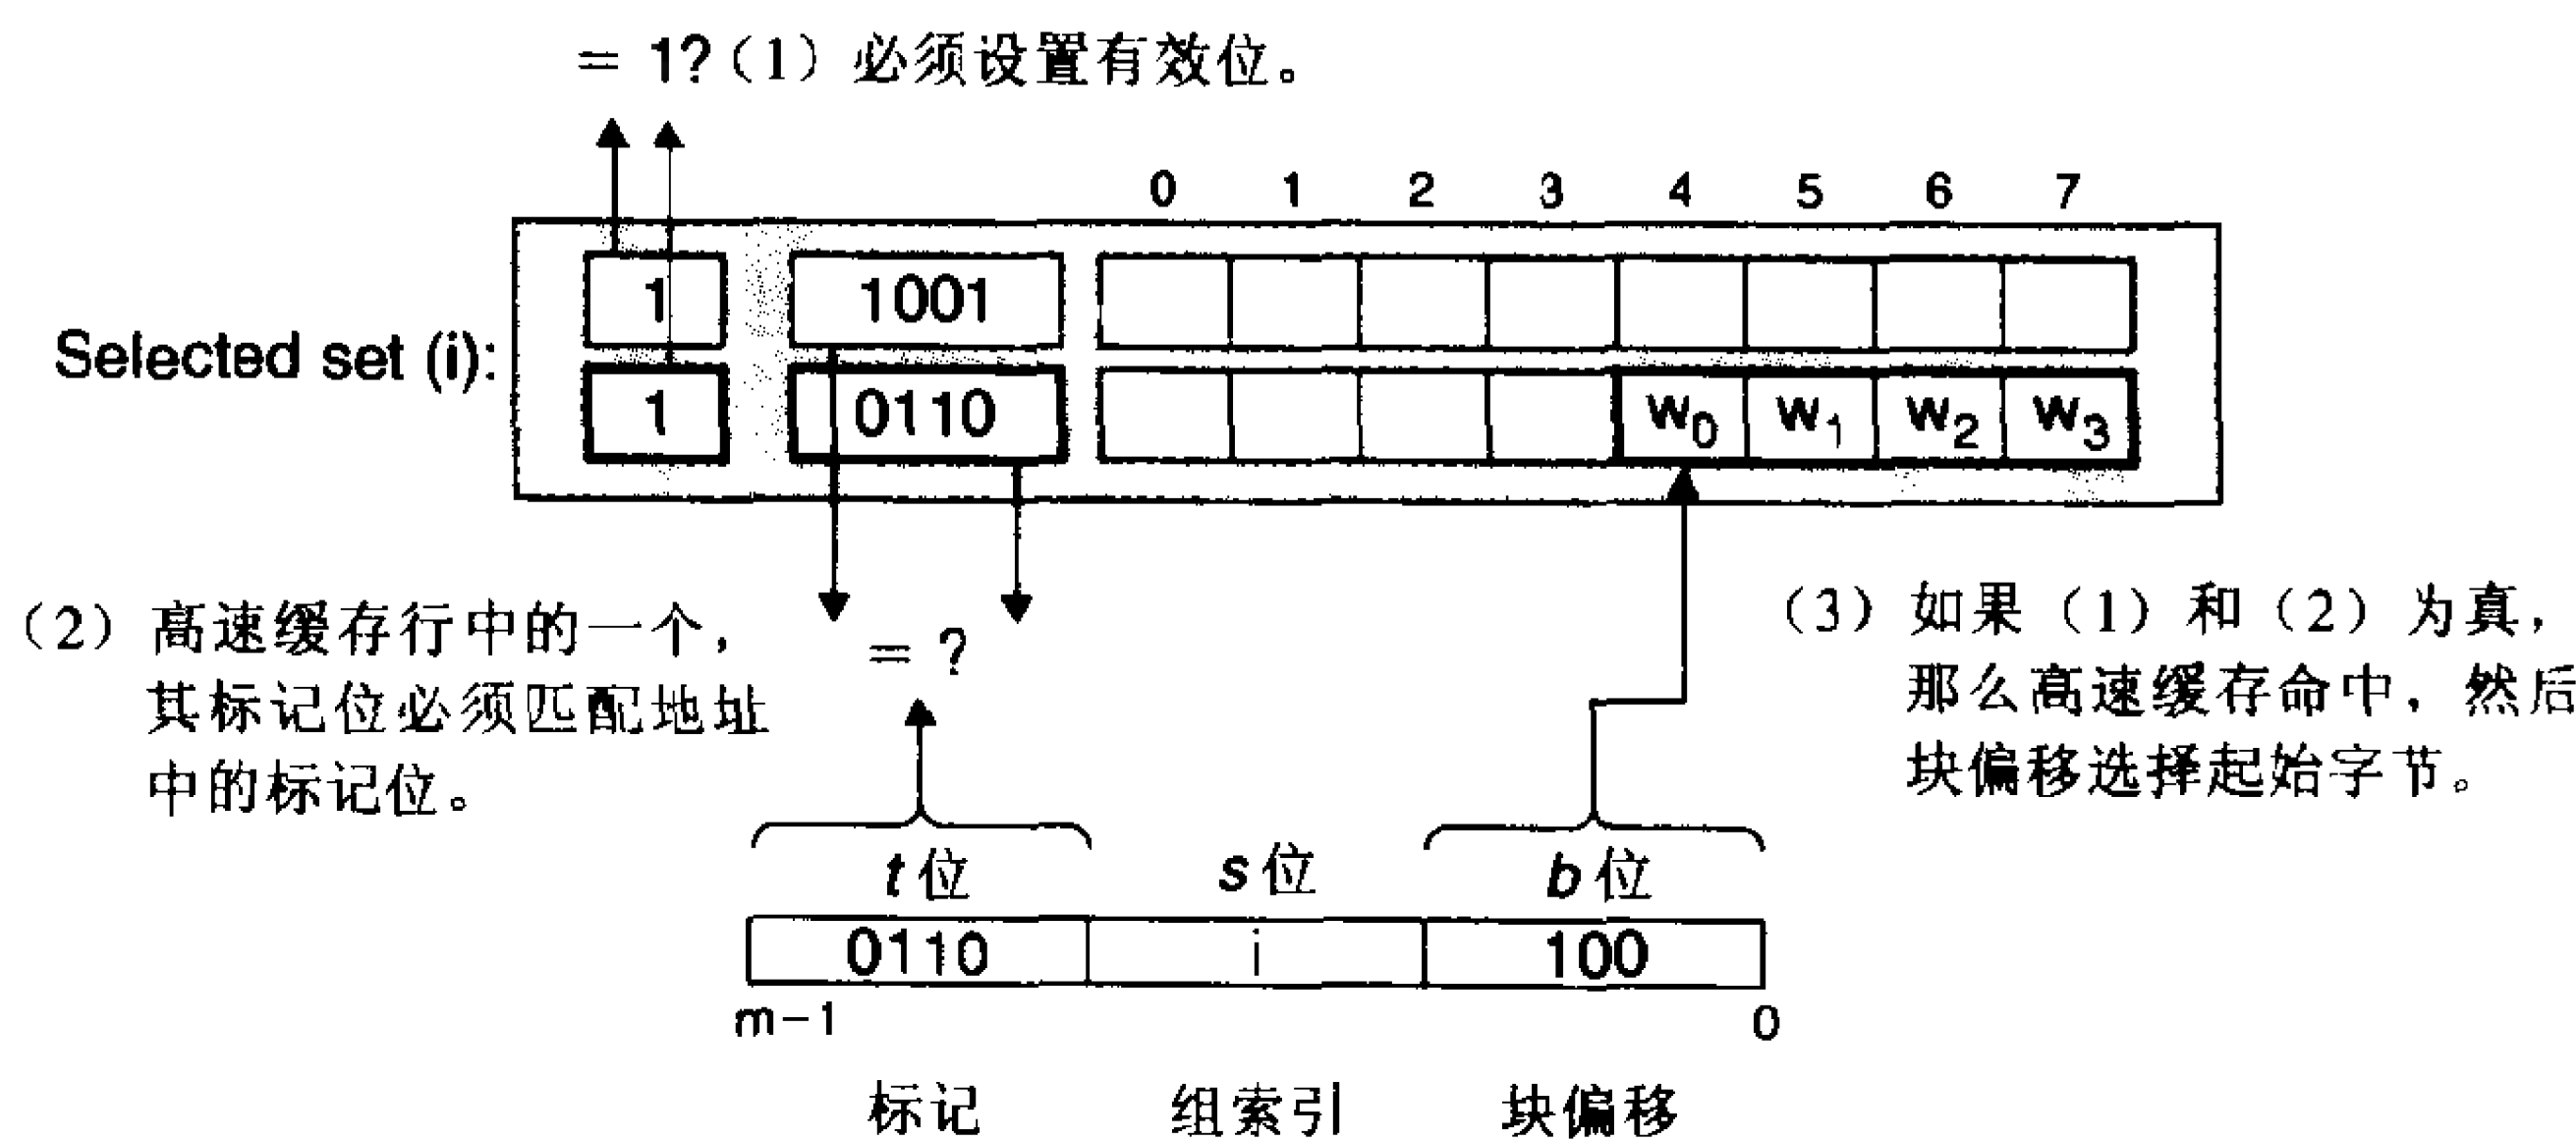 = 1?（1）必须设置有效位。
0 1 2 3 4 5 6 7
1 1001
Selected set (i):
1 0110 w0 w1 w2 w3
（2）高速缓存行中的一个，
其标记位必须匹配地址
中的标记位。
= ?
（3）如果（1）和（2）为真，
那么高速缓存命中，然后
块偏移选择起始字节。
t位 s位 b位
0110 i 100
m-1 0
标记 组索引 块偏移